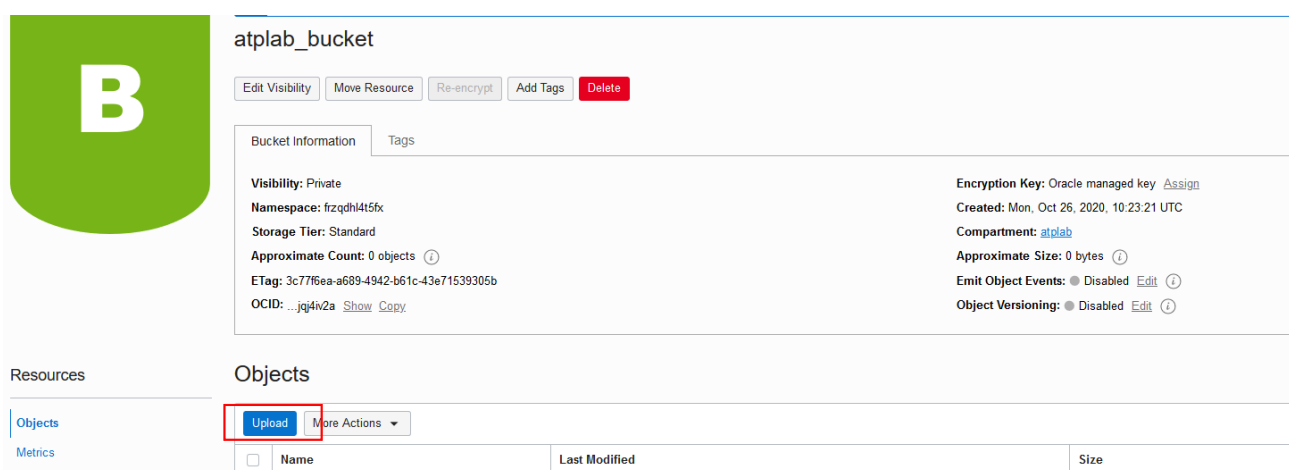 B
atplab_bucket
Edit Visibility Move Resource Re-encrypt Add Tags Delete
Bucket Information Tags
Visibility: Private
Namespace: frzqdhl4t5fx
Storage Tier: Standard
Approximate Count: 0 objects i
ETag: 3c77f6ea-a689-4942-b61c-43e71539305b
OCID: ...jqj4iv2a Show Copy
Encryption Key: Oracle managed key Assign
Created: Mon, Oct 26, 2020, 10:23:21 UTC
Compartment: atplab
Approximate Size: 0 bytes i
Emit Object Events: Disabled Edit i
Object Versioning: Disabled Edit i
Resources
Objects
Metrics
Objects
Upload More Actions
Name Last Modified Size